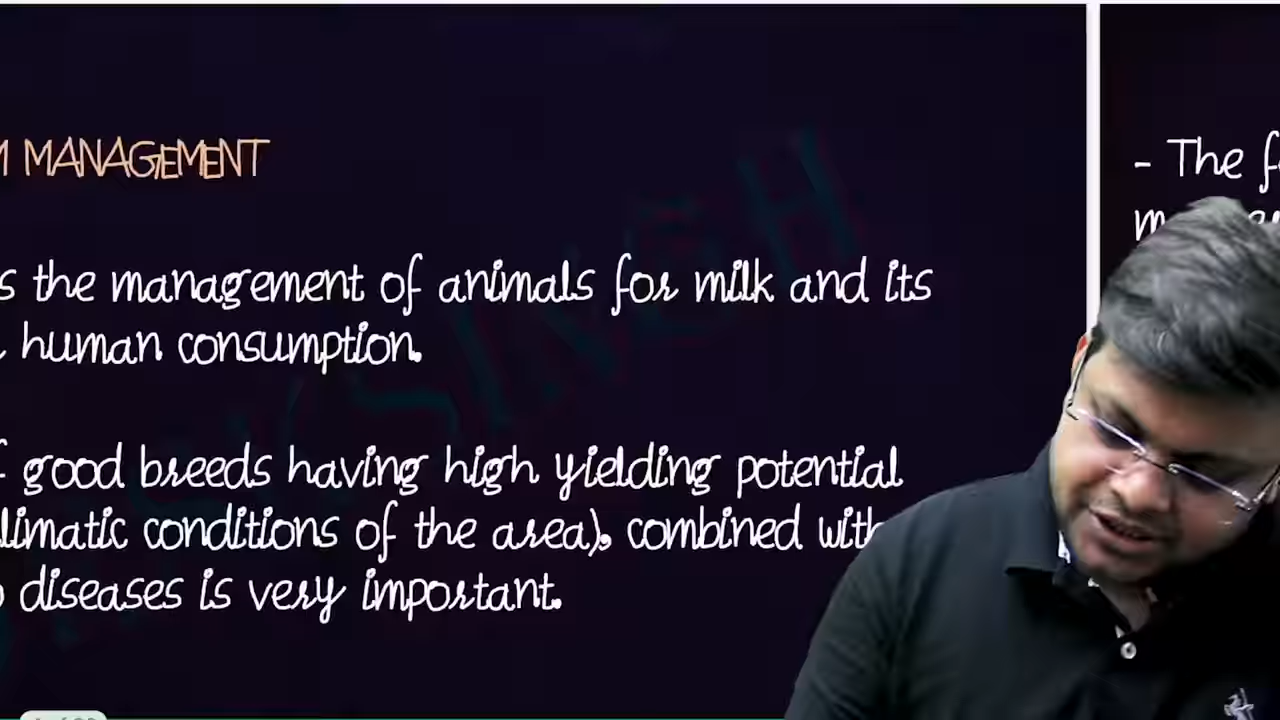 MANAGEMENT
the management of animals for milk and its
human consumption.
good breeds having high yielding potential
conditions of the area), combined with
diseases is very important.
- The
SINGH